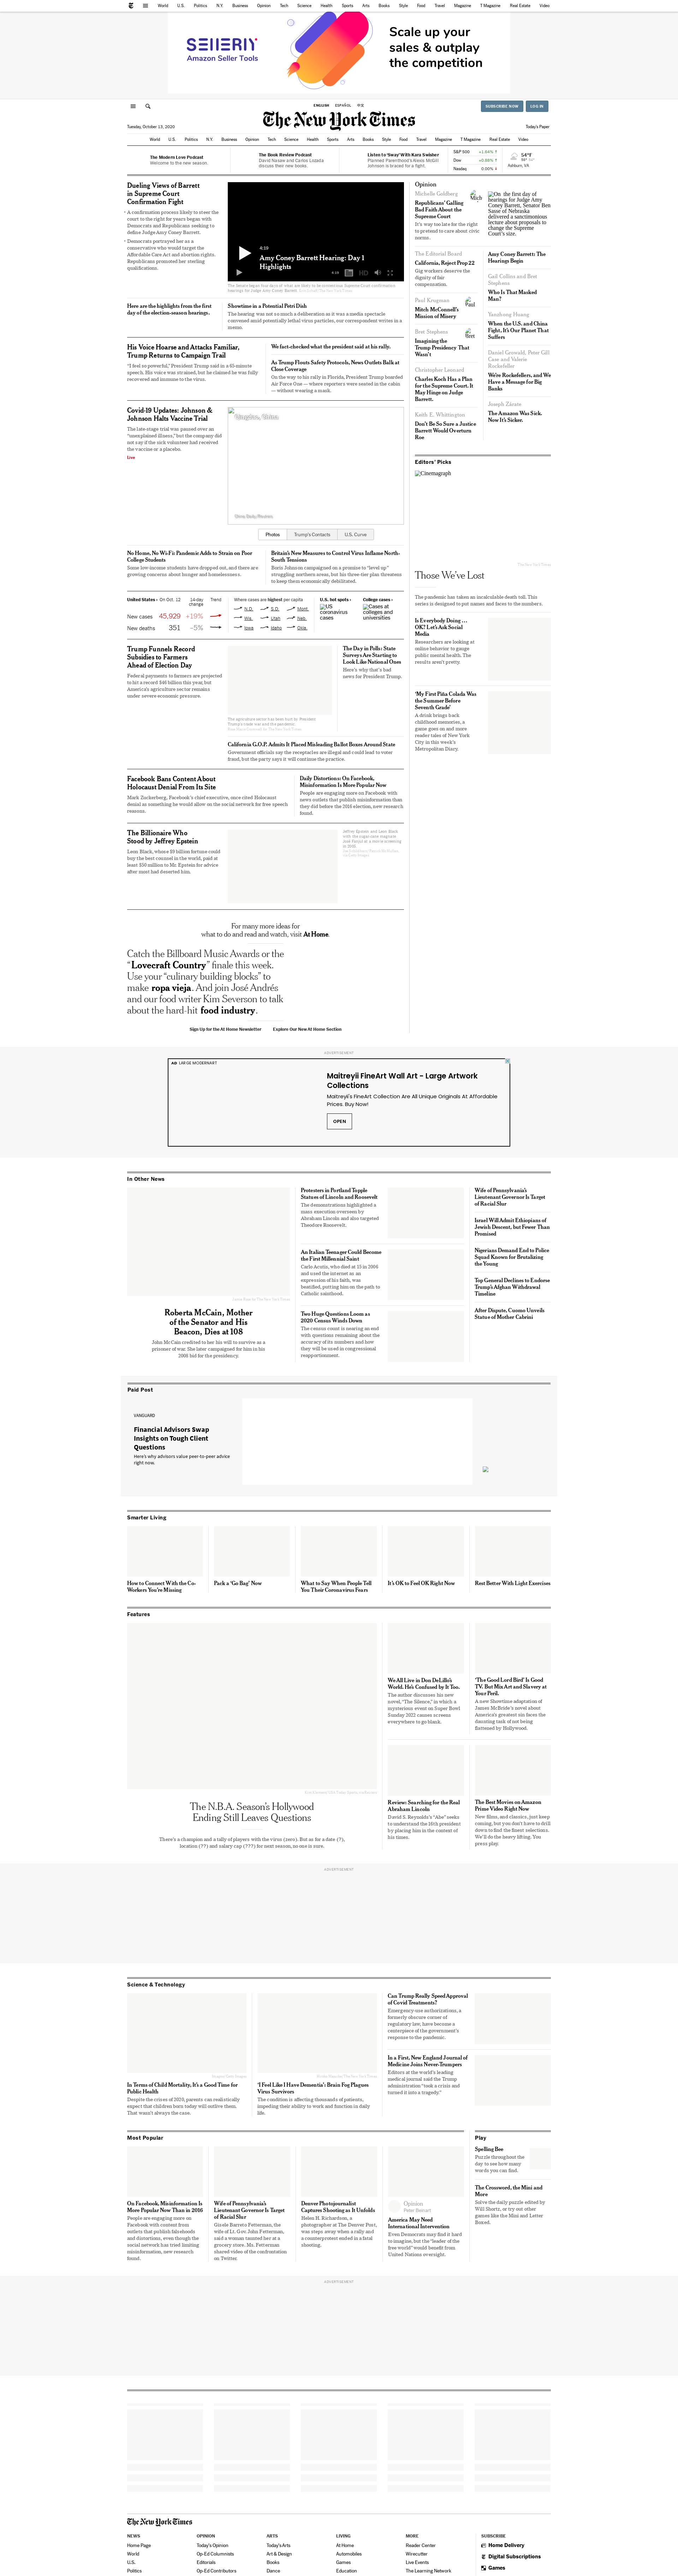 World U.S. Politics N.Y. Business Opinion Tech Science Health Sports Arts Books Style Food Travel Magazine T Magazine Real Estate Video
SELLERLY
Amazon Seller Tools
Scale up your
sales & outplay
the competition
ENGLISH ESPAÑOL 中文
SUBSCRIBE NOW LOG IN
The New York Times
Tuesday, October 13, 2020
Today's Paper
World U.S. Politics N.Y. Business Opinion Tech Science Health Sports Arts Books Style Food Travel Magazine T Magazine Real Estate Video
The Modern Love Podcast
Welcome to the new season
The Book Review Podcast
David Nasaw and Carlos Lozada discuss their new books.
Listen to 'Sway' With Kara Swisher
Planned Parenthood's Alexis McGill Johnson is braced for a fight.
S&P 500 +1.64% ↑
Dow +0.88% ↑
Nasdaq 0.00% ↕
54°F
Ashburn, VA
Dueling Views of Barrett
in Supreme Court
Confirmation Fight
A confirmation process likely to steer the court to the right for years began with Democrats and Republicans seeking to define Judge Amy Coney Barrett.
Democrats portrayed her as a conservative who would target the Affordable Care Act and abortion rights. Republicans presented her sterling qualifications.
4:19
Amy Coney Barrett Hearing: Day 1
Highlights
4:19 HD
Here are the highlights from the first day of the election-season hearings.
Showtime in a Potential Petri Dish
The hearing was not so much a deliberation as it was a media production converused amid potentially lethal virus particles, our correspondent writes in a memo.
His Voice Hoarse and Attacks Familiar,
Trump Returns to Campaign Trail
"I feel so powerful," President Trump said in a 65-minute speech. His voice was strained, but he was as fully like himself, and immune to the virus.
We fact-checked what the president said at his rally.
As Trump Flouts Safety Protocols, News Outlets Balk at Close Coverage
On the way to his rally in Florida, President Trump boarded Air Force One — where reporters were seated in the cabin — without wearing a mask.
Covid-19 Updates: Johnson &
Johnson Halts Vaccine Trial
The late-stage trial was paused over an "unexplained illness," but the company did not say if the sick volunteer had received the vaccine or a placebo.
Live
Qingdao, China
Photos Trump's Contacts U.S. Curve
No Home, No Wi-Fi: Pandemic Adds to Strain on Poor College Students
Some low income students have dropped out, and there are growing concerns about hunger and homelessness.
Britain's New Measures to Control Virus Inflame North-South Tensions
Boris Johnson campaigned on a promise to "level up" struggling northern areas, but his three-tier plan threatens to keep them economically disadvantaged.
United States › On Oct. 12 14-day change Trend
New cases 45,929 +19%
New deaths 351 –5%
Where cases are highest per capita
N.D. S.D. Mont.
Wis. Utah Neb.
Iowa Idaho Okla.
U.S. hot spots ›
US coronavirus cases
College cases ›
Cases at colleges and universities
Trump Funnels Record
Subsidies to Farmers
Ahead of Election Day
Federal payments to farmers are projected to hit a record $46 billion this year, but America's agriculture sector remains under severe economic pressure.
The agriculture sector has been hurt by President Trump's trade war and the pandemic.
The Day in Polls: State Surveys Are Starting to Look Like National Ones
Here's why that's bad news for President Trump.
California G.O.P. Admits It Placed Misleading Ballot Boxes Around State
Government officials say the receptacles are illegal and could lead to voter fraud, but the party says it will continue the practice.
Facebook Bans Content About
Holocaust Denial From Its Site
Mark Zuckerberg, Facebook's chief executive, once cited Holocaust denial as something he would allow on the social network for free speech reasons.
Daily Distortions: On Facebook, Misinformation Is More Popular Now
People are engaging more on Facebook with news outlets that publish misinformation than they did before the 2016 election, new research found.
The Billionaire Who
Stood by Jeffrey Epstein
Leon Black, whose $9 billion fortune could buy the best counsel in the world, paid at least $50 million to Mr. Epstein for advice after most had deserted him.
Jeffrey Epstein and Leon Black with the sugar cane magnate José Pepuol at a movie screening in 2005.
For many more ideas for
what to do and read and watch, visit At Home.
Catch the Billboard Music Awards or the "Lovecraft Country" finale this week. Use your "culinary building blocks" to make ropa vieja. And join José Andrés and our food writer Kim Severson to talk about the hard-hit food industry.
Sign Up for the At Home Newsletter Explore Our New At Home Section
Opinion
Michelle Goldberg
Republicans' Galling Bad Faith About the Supreme Court
It's way too late for the right to pretend to care about civic norms.
The Editorial Board
California, Reject Prop 22
Gig workers deserve the dignity of fair compensation.
Paul Krugman
Mitch McConnell's Mission of Misery
Bret Stephens
Imagining the Trump Presidency That Wasn't
Christopher Leonard
Charles Koch Has a Plan for the Supreme Court. It May Hinge on Judge Barrett.
Keith E. Whittington
Don't Be So Sure a Justice Barrett Would Overturn Roe
On the first day of hearings for Judge Amy Coney Barrett, Senator Ben Sasse of Nebraska delivered a sanctimonious lecture about proposals to change the Supreme Court's size.
Amy Coney Barrett: The Hearings Begin
Gail Collins and Bret Stephens
Who Is That Masked Man?
Yanzhong Huang
When the U.S. and China Fight, It's Our Planet That Suffers
Daniel Growald, Peter Gill Case and Valerie Rockefeller
We're Rockefellers, and We Have a Message for Big Banks
Joseph Zárate
The Amazon Was Sick. Now It's Sicker.
Editors' Picks
Cinemagraph
Those We've Lost
The pandemic has taken an incalculable death toll. This series is designed to put names and faces to the numbers.
Is Everybody Doing … OK? Let's Ask Social Media
Researchers are looking at online behavior to gauge public mental health. The results aren't pretty.
'My First Piña Colada Was the Summer Before Seventh Grade'
A drink brings back childhood memories, a game goes on and more reader tales of New York City in this week's Metropolitan Diary.
ADVERTISEMENT
AD LARGE MODERNART
Maitreyii FineArt Wall Art - Large Artwork Collections
Maitreyii's FineArt Collection Are All Unique Originals At Affordable Prices. Buy Now!
OPEN
In Other News
Roberta McCain, Mother
of the Senator and His
Beacon, Dies at 108
John McCain credited to her his will to survive as a prisoner of war. She later campaigned for him in his 2008 bid for the presidency.
Protesters in Portland Topple Statues of Lincoln and Roosevelt
The demonstrations highlighted a mass execution overseen by Abraham Lincoln and also targeted Theodore Roosevelt.
An Italian Teenager Could Become the First Millennial Saint
Carlo Acutis, who died at 15 in 2006 and used the internet as an expression of his faith, was beatified, putting him on the path to Catholic sainthood.
Two Huge Questions Loom as 2020 Census Winds Down
The census count is nearing an end with questions remaining about the accuracy of its numbers and how they will be used in congressional reapportionment.
Wife of Pennsylvania's Lieutenant Governor Is Target of Racial Slur
Israel Will Admit Ethiopians of Jewish Descent, but Fewer Than Promised
Nigerians Demand End to Police Squad Known for Brutalizing the Young
Top General Declines to Endorse Trump's Afghan Withdrawal Timeline
After Dispute, Cuomo Unveils Statue of Mother Cabrini
Paid Post
VANGUARD
Financial Advisors Swap Insights on Tough Client Questions
Here's why advisors value peer-to-peer advice right now.
Smarter Living
How to Connect With the Co-Workers You're Missing
Pack a 'Go Bag' Now
What to Say When People Tell You Their Coronavirus Fears
It's OK to Feel OK Right Now
Rest Better With Light Exercises
Features
The N.B.A. Season's Hollywood
Ending Still Leaves Questions
There's a champion and a tally of players with the virus (zero). But as for a date (?), location (??) and salary cap (???) for next season, no one is sure.
We All Live in Don DeLillo's World. He's Confused by It Too.
The author discusses his new novel, "The Silence," in which a mysterious event on Super Bowl Sunday 2022 causes screens everywhere to go blank.
'The Good Lord Bird' Is Good TV. But Mix Art and Slavery at Your Peril.
A new Showtime adaptation of James McBride's novel about America's greatest sin faces the daunting task of not being flattened by Hollywood.
Review: Searching for the Real Abraham Lincoln
David S. Reynolds's "Abe" seeks to understand the 16th president by placing him in the context of his times.
The Best Movies on Amazon Prime Video Right Now
New films, and classics, just keep coming, but you don't have to drill down to find the finest selections. We'll do the heavy lifting. You press play.
ADVERTISEMENT
Science & Technology
In Terms of Child Mortality, It's a Good Time for Public Health
Despite the crises of 2020, parents can realistically expect that children born today will outlive them. That wasn't always the case.
'I Feel Like I Have Dementia': Brain Fog Plagues Virus Survivors
The condition is affecting thousands of patients, impeding their ability to work and function in daily life.
Can Trump Really Speed Approval of Covid Treatments?
Emergency-use authorizations, a formerly obscure corner of regulatory law, have become a centerpiece of the government's response to the pandemic.
In a First, New England Journal of Medicine Joins Never-Trumpers
Editors at the world's leading medical journal said the Trump administration "took a crisis and turned it into a tragedy."
Most Popular
On Facebook, Misinformation Is More Popular Now Than in 2016
People are engaging more on Facebook with content from outlets that publish falsehoods and distortions, even though the social network has tried limiting misinformation, new research found.
Wife of Pennsylvania's Lieutenant Governor Is Target of Racial Slur
Gisele Barreto Fetterman, the wife of Lt. Gov. John Fetterman, said a woman taunted her at a grocery store. Ms. Fetterman shared video of the confrontation on Twitter.
Denver Photojournalist Captures Shooting as It Unfolds
Helen H. Richardson, a photographer at The Denver Post, was steps away when a rally and a counterprotest ended in a fatal shooting.
Opinion
Peter Beinart
America May Need International Intervention
Even Democrats may find it hard to imagine, but the "leader of the free world" would benefit from United Nations oversight.
Play
Spelling Bee
Puzzle throughout the day to see how many words you can find.
The Crossword, the Mini and More
Solve the daily puzzle edited by Will Shortz, or try out other games like the Mini and Letter Boxed.
ADVERTISEMENT
The New York Times
NEWS
Home Page
World
U.S.
Politics
OPINION
Today's Opinion
Op-Ed Columnists
Editorials
Op-Ed Contributors
ARTS
Today's Arts
Art & Design
Books
Dance
LIVING
At Home
Automobiles
Games
Education
MORE
Reader Center
Wirecutter
Live Events
The Learning Network
SUBSCRIBE
Home Delivery
Digital Subscriptions
Games